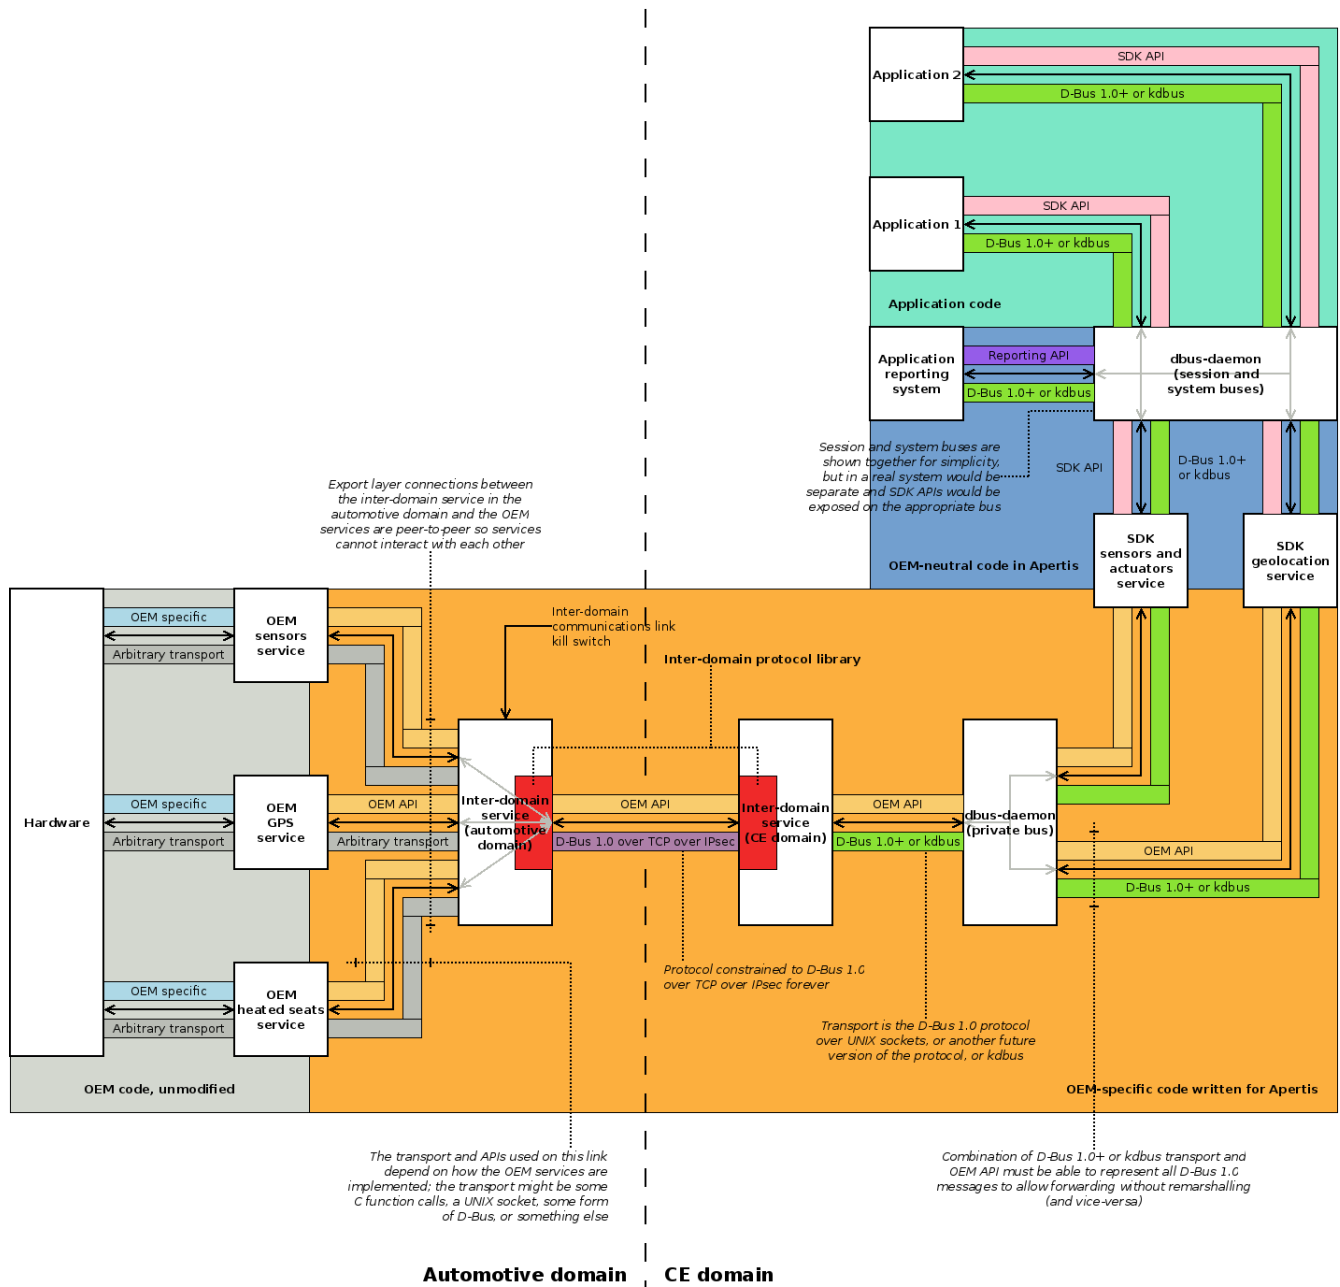 SDK API
Application 2
D-Bus 1.0+ or kdbus
SDK API
Application 1
D-Bus 1.0+ or kdbus
Application code
Application
reporting
system
Reporting API
D-Bus 1.0+ or kdbus
dbus-daemon
(session and
system buses)
Session and system buses are
shown together for simplicity,
but in a real system would be
separate and SDK APIs would be
exposed on the appropriate bus
SDK API
D-Bus 1.0+
or kdbus
Export layer connections between
the inter-domain service in the
automotive domain and the OEM
services are peer-to-peer so services
cannot interact with each other
OEM-neutral code in Apertis
SDK
sensors and
actuators
service
SDK
geolocation
service
OEM specific
Arbitrary transport
OEM
sensors
service
Inter-domain
communications link
kill switch
Inter-domain protocol library
Hardware
OEM specific
Arbitrary transport
OEM
GPS
service
OEM API
Arbitrary transport
Inter-domain
service
(automotive
domain)
OEM API
D-Bus 1.0 over TCP over IPsec
Inter-domain
service
(CE domain)
OEM API
D-Bus 1.0+ or kdbus
dbus-daemon
(private bus)
OEM API
D-Bus 1.0+ or kdbus
OEM specific
Arbitrary transport
OEM
heated seats
service
Protocol constrained to D-Bus 1.0
over TCP over IPsec forever
Transport is the D-Bus 1.0 protocol
over UNIX sockets, or another future
version of the protocol, or kdbus
OEM code, unmodified
OEM-specific code written for Apertis
The transport and APIs used on this link
depend on how the OEM services are
implemented; the transport might be some
C function calls, a UNIX socket, some form
of D-Bus, or something else
Combination of D-Bus 1.0+ or kdbus transport and
OEM API must be able to represent all D-Bus 1.0
messages to allow forwarding without remarshalling
(and vice-versa)
Automotive domain
CE domain